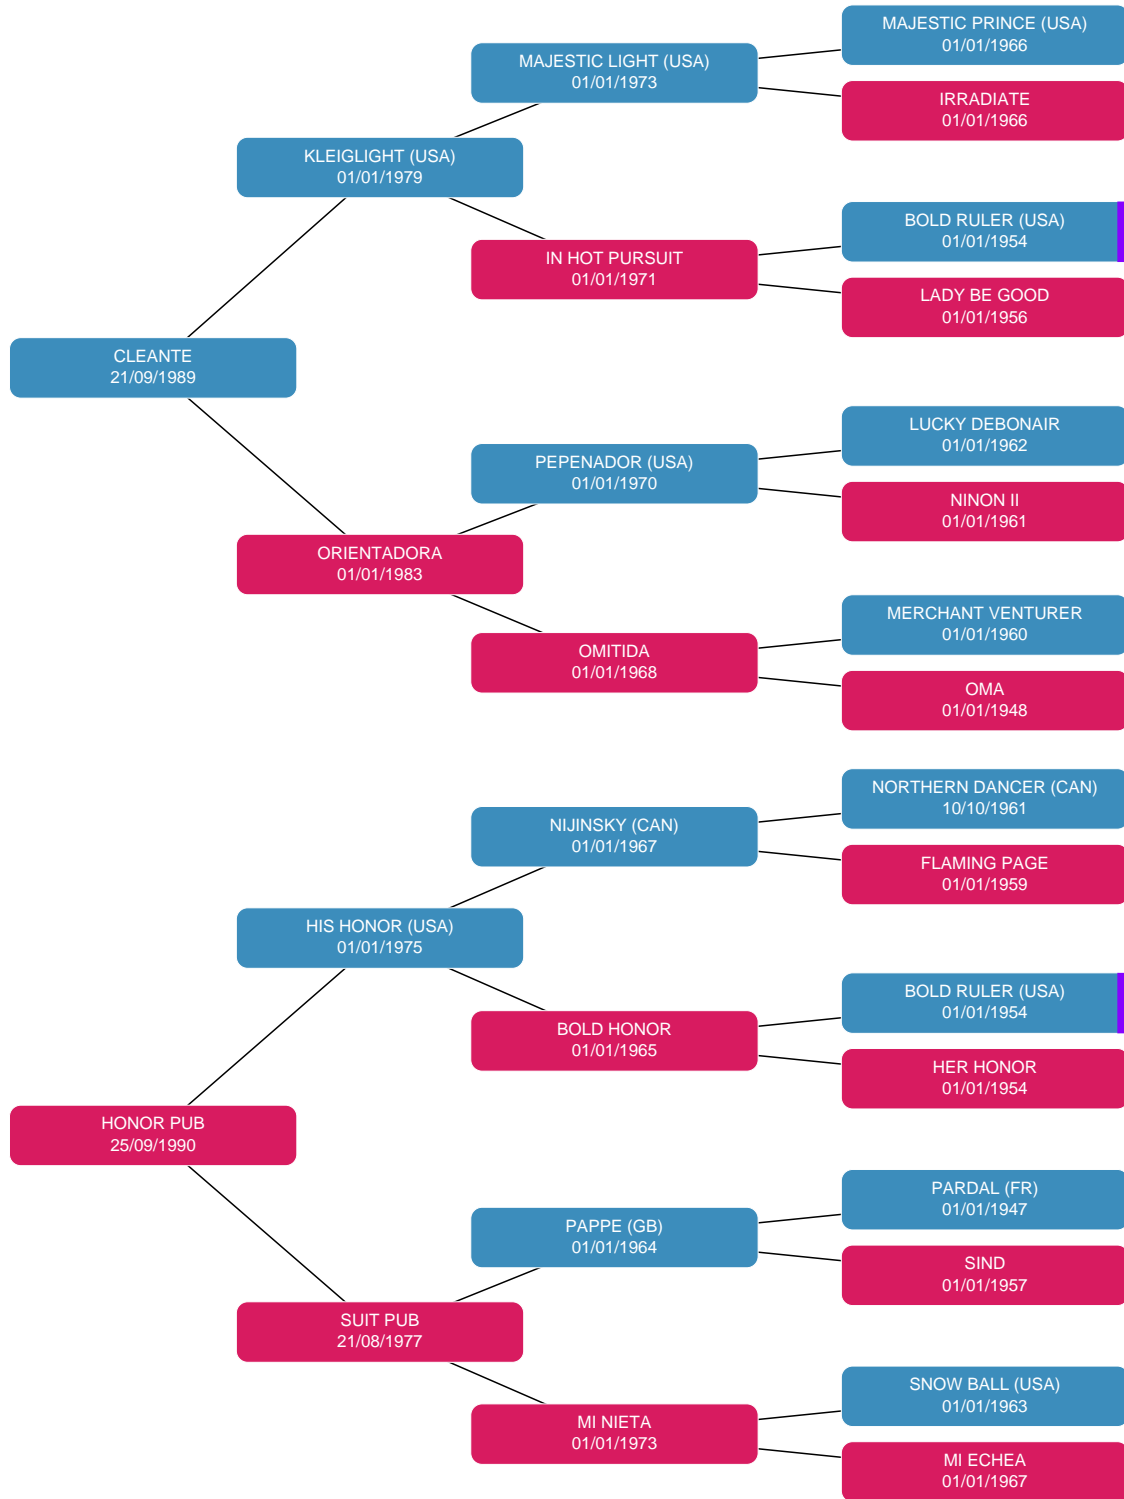 MAJESTIC PRINCE (USA)
01/01/1966
MAJESTIC LIGHT (USA)
01/01/1973
IRRADIATE
01/01/1966
KLEIGLIGHT (USA)
01/01/1979
BOLD RULER (USA)
01/01/1954
IN HOT PURSUIT
01/01/1971
LADY BE GOOD
01/01/1956
CLEANTE
21/09/1989
LUCKY DEBONAIR
01/01/1962
PEPENADOR (USA)
01/01/1970
NINON II
01/01/1961
ORIENTADORA
01/01/1983
MERCHANT VENTURER
01/01/1960
OMITIDA
01/01/1968
OMA
01/01/1948
NORTHERN DANCER (CAN)
10/10/1961
NIJINSKY (CAN)
01/01/1967
FLAMING PAGE
01/01/1959
HIS HONOR (USA)
01/01/1975
BOLD RULER (USA)
01/01/1954
BOLD HONOR
01/01/1965
HER HONOR
01/01/1954
HONOR PUB
25/09/1990
PARDAL (FR)
01/01/1947
PAPPE (GB)
01/01/1964
SIND
01/01/1957
SUIT PUB
21/08/1977
SNOW BALL (USA)
01/01/1963
MI NIETA
01/01/1973
MI ECHEA
01/01/1967